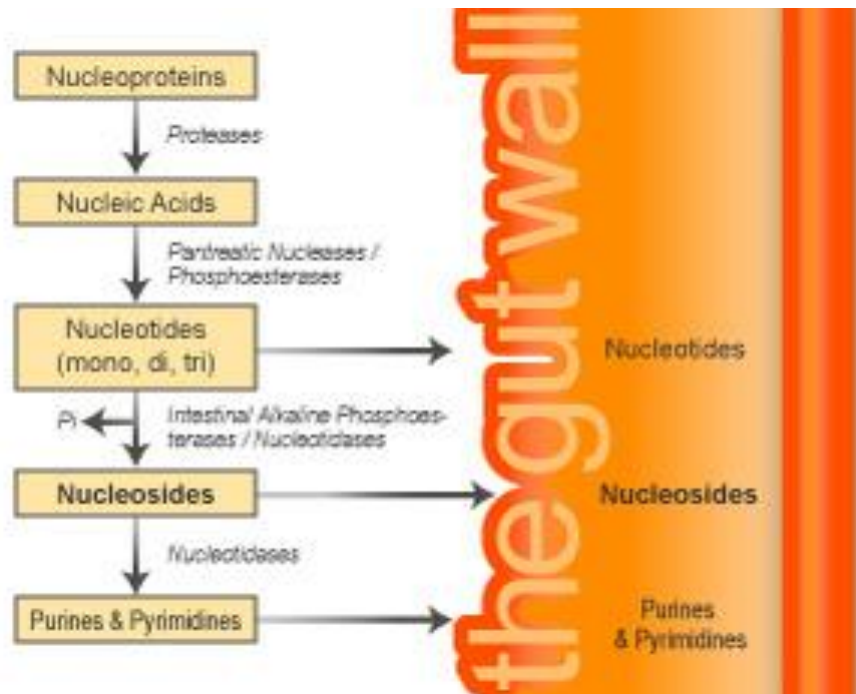 Nucleoproteins
Proteases
Nucleic Acids
Pantreatic Nucleases /
Phosphoesterases
Nucleotides
(mono, di, tri)
Pi
Intestinal Alkaline Phosphoes-
terases / Nucleotidases
Nucleosides
Nucleotidases
Purines & Pyrimidines
the gut wall
Nucleotides
Nucleosides
Purines
& Pyrimidines